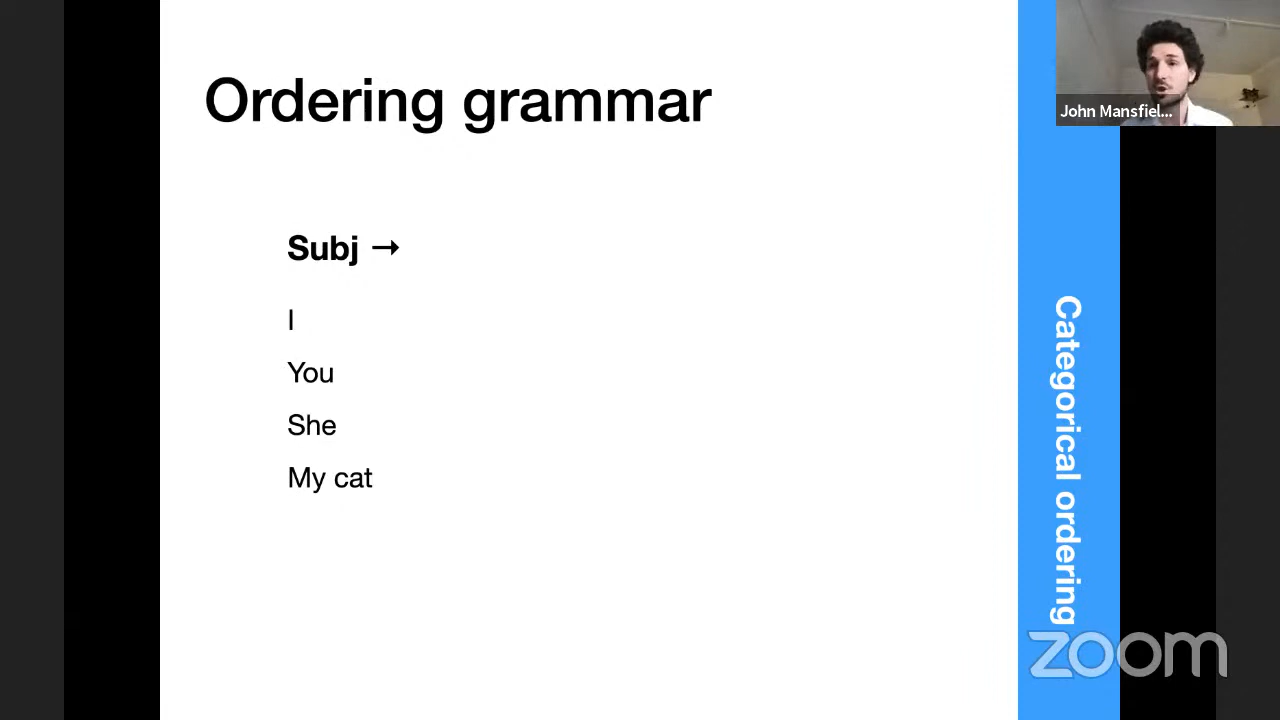 Ordering grammar
Subj →
I
You
She
My cat
Categorical ordering
John Mansfiel...
zoom